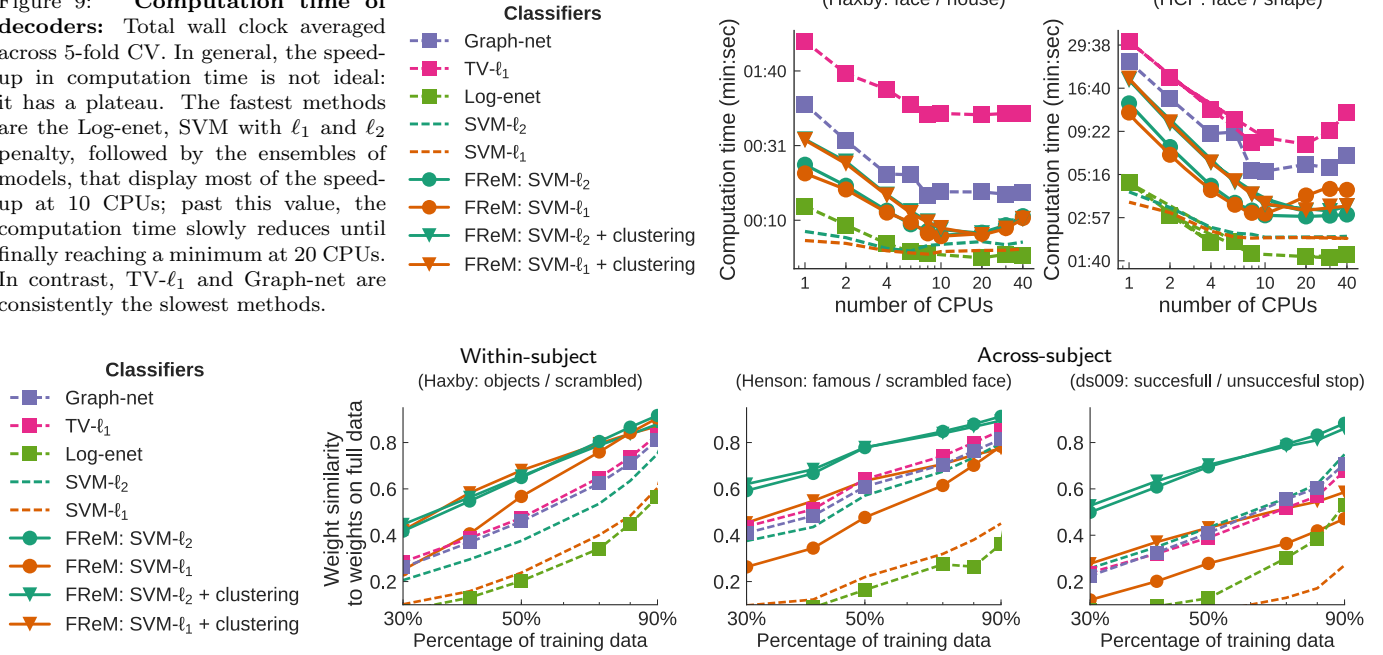 Figure 9: Computation time of
decoders: Total wall clock averaged
across 5-fold CV. In general, the speed-
up in computation time is not ideal:
it has a plateau. The fastest methods
are the Log-enet, SVM with ℓ1 and ℓ2
penalty, followed by the ensembles of
models, that display most of the speed-
up at 10 CPUs; past this value, the
computation time slowly reduces until
finally reaching a minimum at 20 CPUs.
In contrast, TV-ℓ1 and Graph-net are
consistently the slowest methods.
Classifiers
Graph-net
TV-ℓ1
Log-enet
SVM-ℓ2
SVM-ℓ1
FReM: SVM-ℓ2
FReM: SVM-ℓ1
FReM: SVM-ℓ2 + clustering
FReM: SVM-ℓ1 + clustering
(Haxby: face / house)
Computation time (min:sec)
01:40
00:31
00:10
1 2 4 8 10 20 40
number of CPUs
(HCP: face / shape)
Computation time (min:sec)
29:38
16:40
09:22
05:16
02:57
01:40
1 2 4 10 20 40
number of CPUs
Classifiers
Graph-net
TV-ℓ1
Log-enet
SVM-ℓ2
SVM-ℓ1
FReM: SVM-ℓ2
FReM: SVM-ℓ1
FReM: SVM-ℓ2 + clustering
FReM: SVM-ℓ1 + clustering
Within-subject
(Haxby: objects / scrambled)
Weight similarity
to weights on full data
0.8
0.6
0.4
0.2
30% 50% 90%
Percentage of training data
Across-subject
(Henson: famous / scrambled face)
0.8
0.6
0.4
0.2
30% 50% 90%
Percentage of training data
(ds009: succesfull / unsuccesful stop)
0.8
0.6
0.4
0.2
30% 50% 90%
Percentage of training data